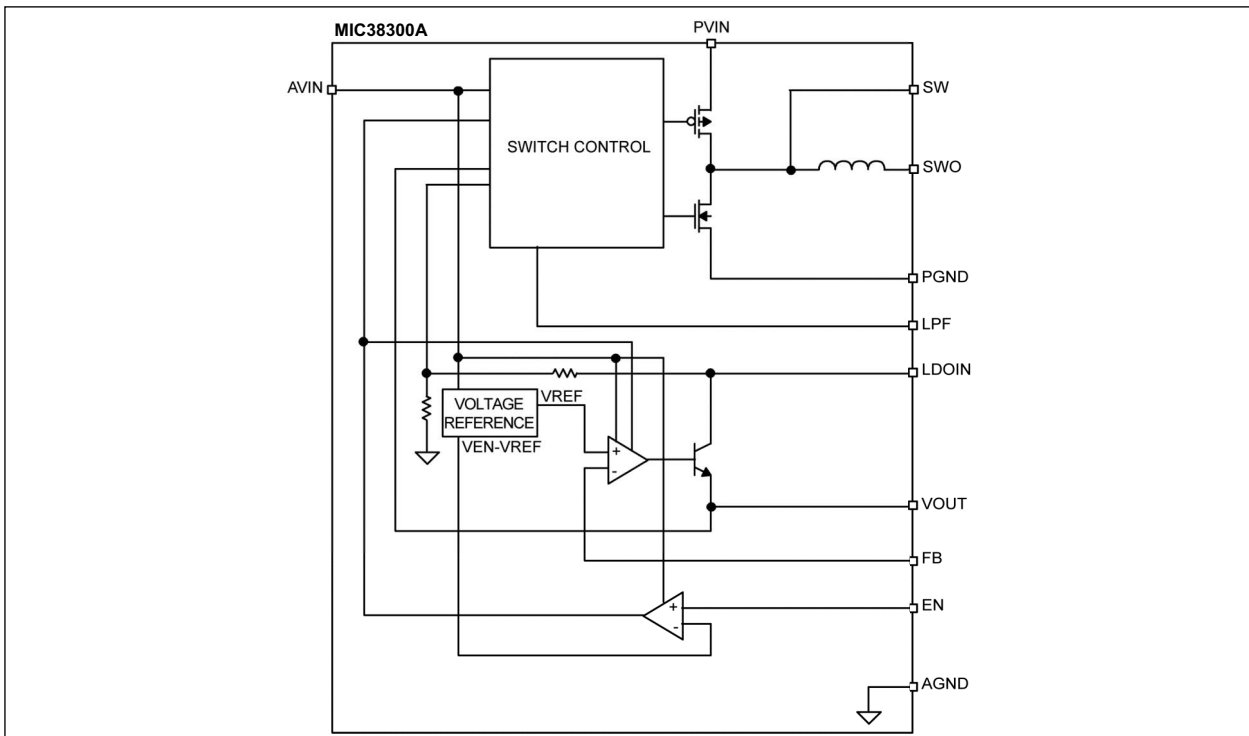 MIC38300A
PVIN
AVIN
SW
SWITCH CONTROL
SWO
PGND
LPF
LDOIN
VOLTAGE
REFERENCE
VREF
VEN-VREF
+
-
VOUT
FB
EN
+
-
AGND